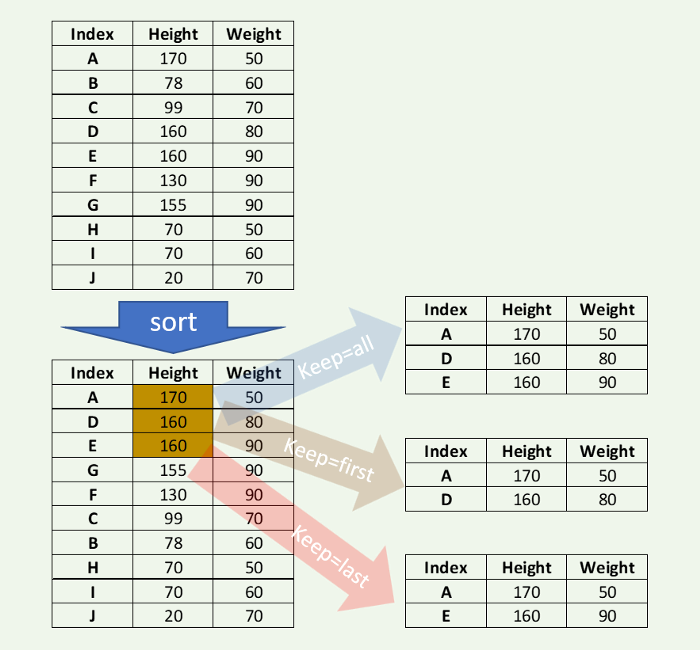 Index Height Weight
A 170 50
B 78 60
C 99 70
D 160 80
E 160 90
F 130 90
G 155 90
H 70 50
I 70 60
J 20 70
sort
Index Height Weight
A 170 50
D 160 80
E 160 90
G 155 90
F 130 90
C 99 70
B 78 60
H 70 50
I 70 60
J 20 70
Keep=all
Index Height Weight
A 170 50
D 160 80
E 160 90
Keep=first
Index Height Weight
A 170 50
D 160 80
Keep=last
Index Height Weight
A 170 50
E 160 90